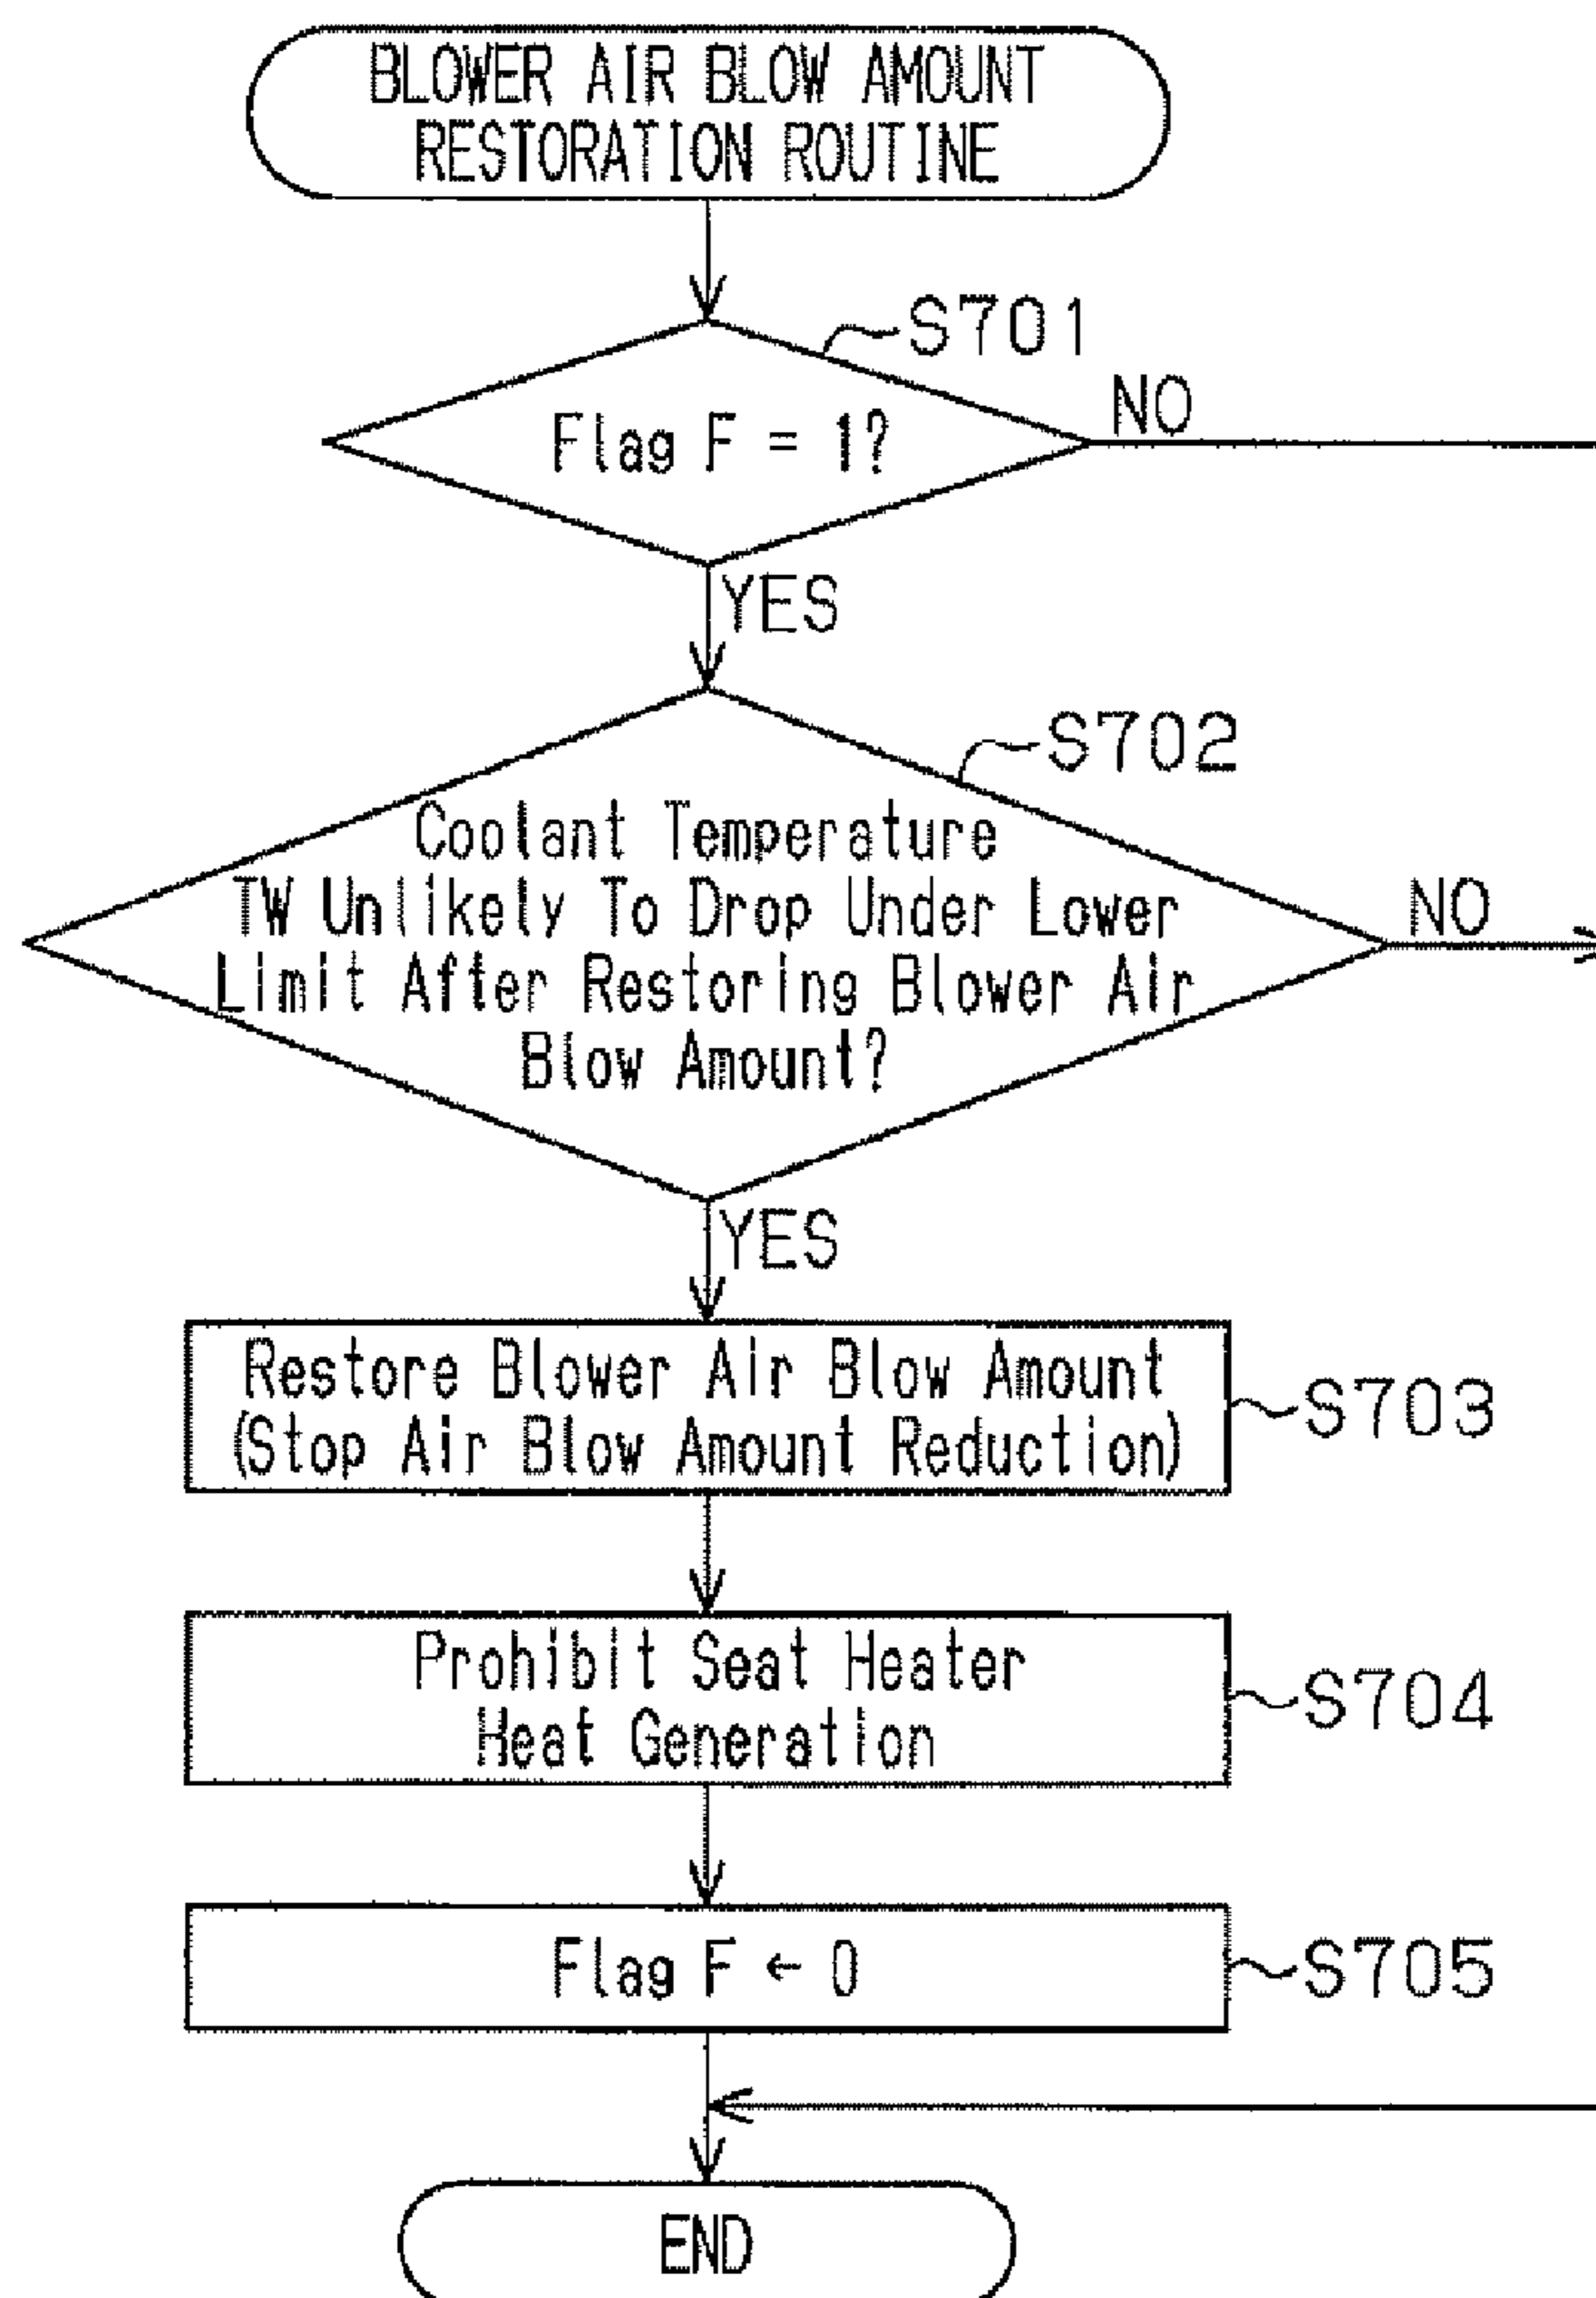 BLOWER AIR BLOW AMOUNT
RESTORATION ROUTINE
S701
Flag F = 1?
NO
YES
S702
Coolant Temperature
TW Unlikely To Drop Under Lower
Limit After Restoring Blower Air
Blow Amount?
NO
YES
Restore Blower Air Blow Amount
(Stop Air Blow Amount Reduction)
S703
Prohibit Seat Heater
Heat Generation
S704
Flag F ← 0
S705
END